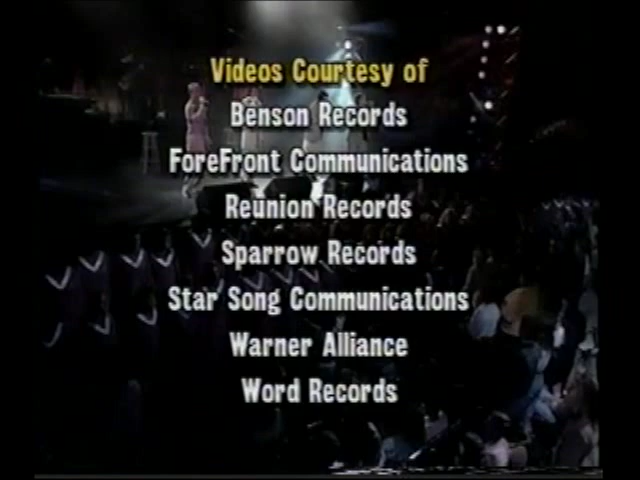 Videos Courtesy of
Benson Records
ForeFront Communications
Reunion Records
Sparrow Records
Star Song Communications
Warner Alliance
Word Records